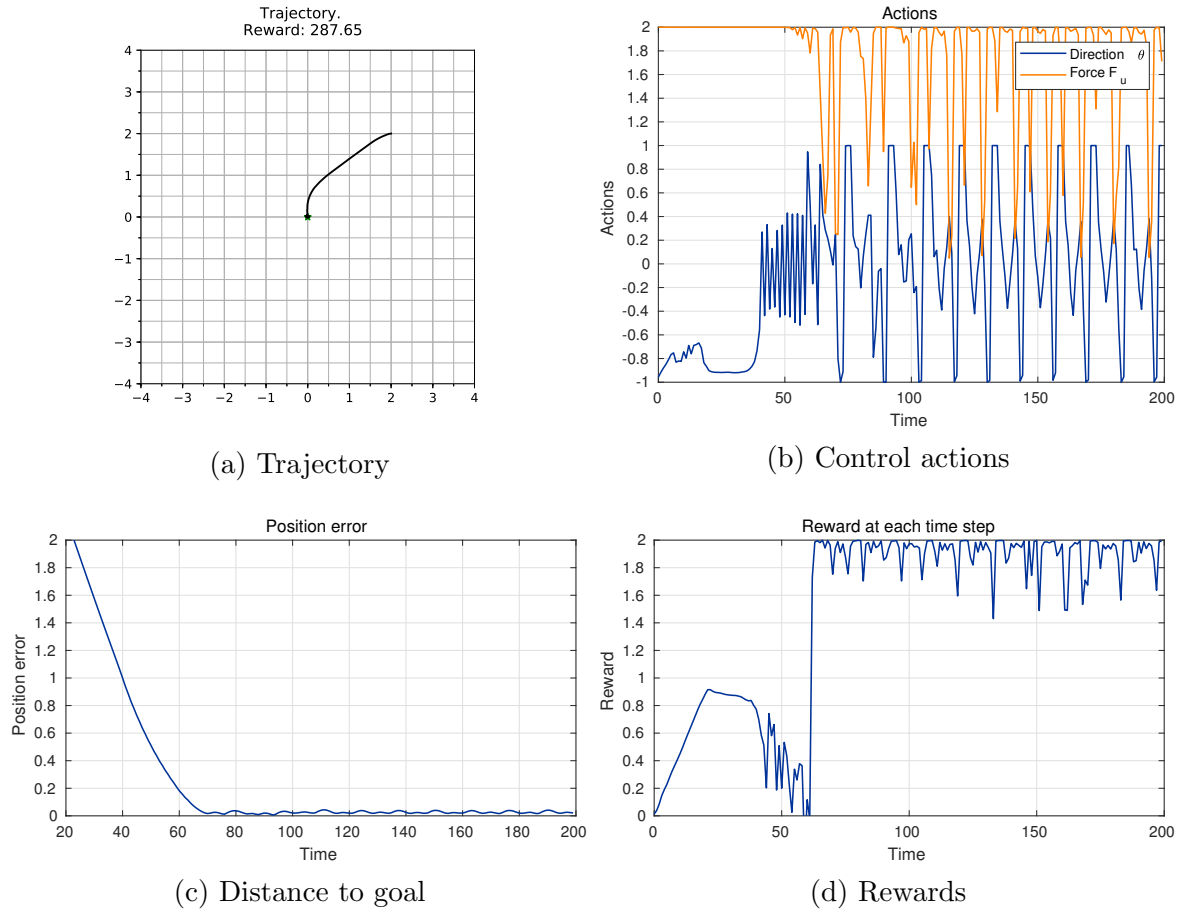 Trajectory.
Reward: 287.65
4
3
2
1
0
−1
−2
−3
−4
−4 −3 −2 −1 0 1 2 3 4
(a) Trajectory
Actions
2
1.8
1.6
1.4
1.2
1
0.8
0.6
0.4
0.2
0
-0.2
-0.4
-0.6
-0.8
-1
Actions
Direction θ
Force F u
0 50 100 150 200
Time
(b) Control actions
Position error
2
1.8
1.6
1.4
1.2
1
0.8
0.6
0.4
0.2
0
Position error
20 40 60 80 100 120 140 160 180 200
Time
(c) Distance to goal
Reward at each time step
2
1.8
1.6
1.4
1.2
1
0.8
0.6
0.4
0.2
0
Reward
0 50 100 150 200
Time
(d) Rewards